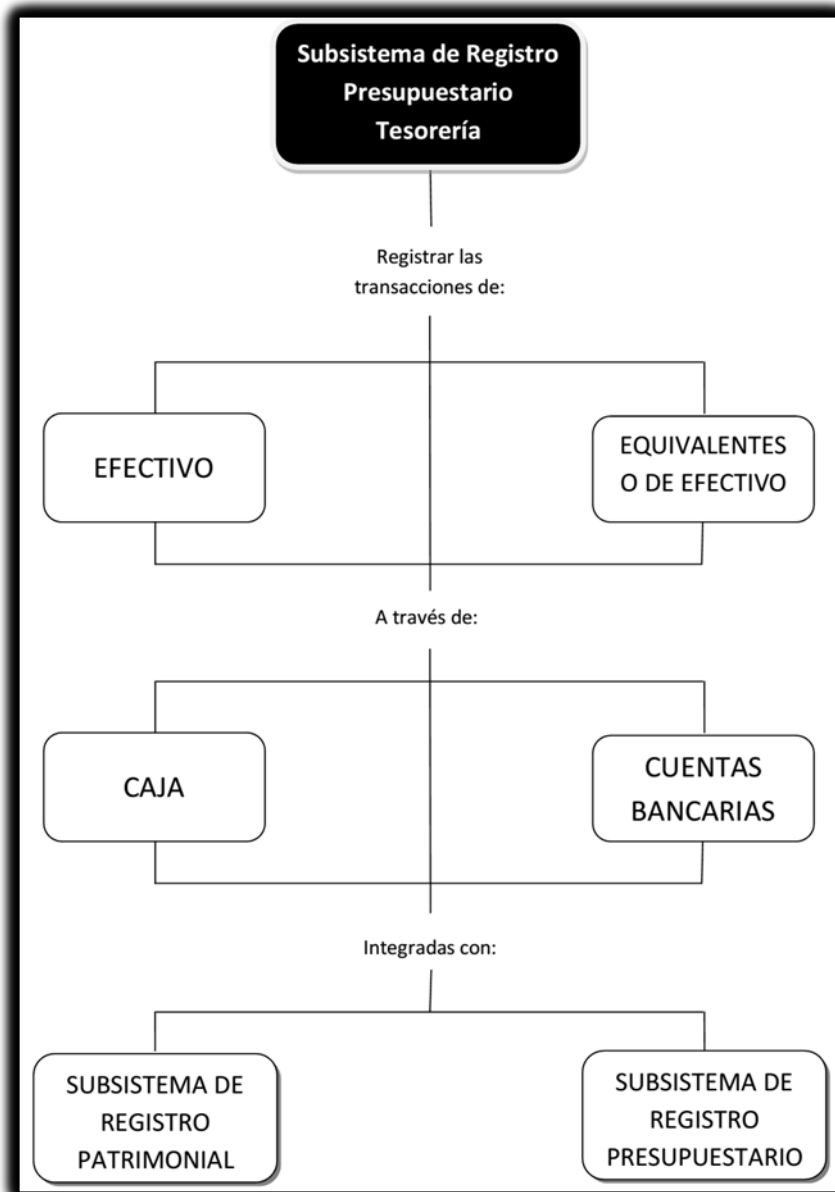 Subsistema de Registro
Presupuestario
Tesorería
Registrar las
transacciones de:
EFECTIVO
EQUIVALENTES
O DE EFECTIVO
A través de:
CAJA
CUENTAS
BANCARIAS
Integradas con:
SUBSISTEMA DE
REGISTRO
PATRIMONIAL
SUBSISTEMA DE
REGISTRO
PRESUPUESTARIO